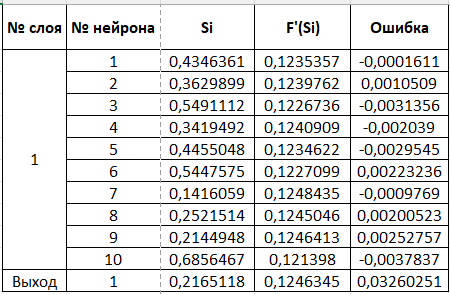 № слоя № нейрона Si F'(Si) Ошибка
1 0,4346361 0,1235357 -0,0001611
2 0,3629899 0,1239762 0,0010509
3 0,5491112 0,1226736 -0,0031356
4 0,3419492 0,1240909 -0,002039
1 5 0,4455048 0,1234622 -0,0029545
6 0,5447575 0,1227099 0,00223236
7 0,1416059 0,1248435 -0,0009769
8 0,2521514 0,1245046 0,00200523
9 0,2144948 0,1246413 0,00252757
10 0,6856467 0,121398 -0,0037837
Выход 1 0,2165118 0,1246345 0,03260251